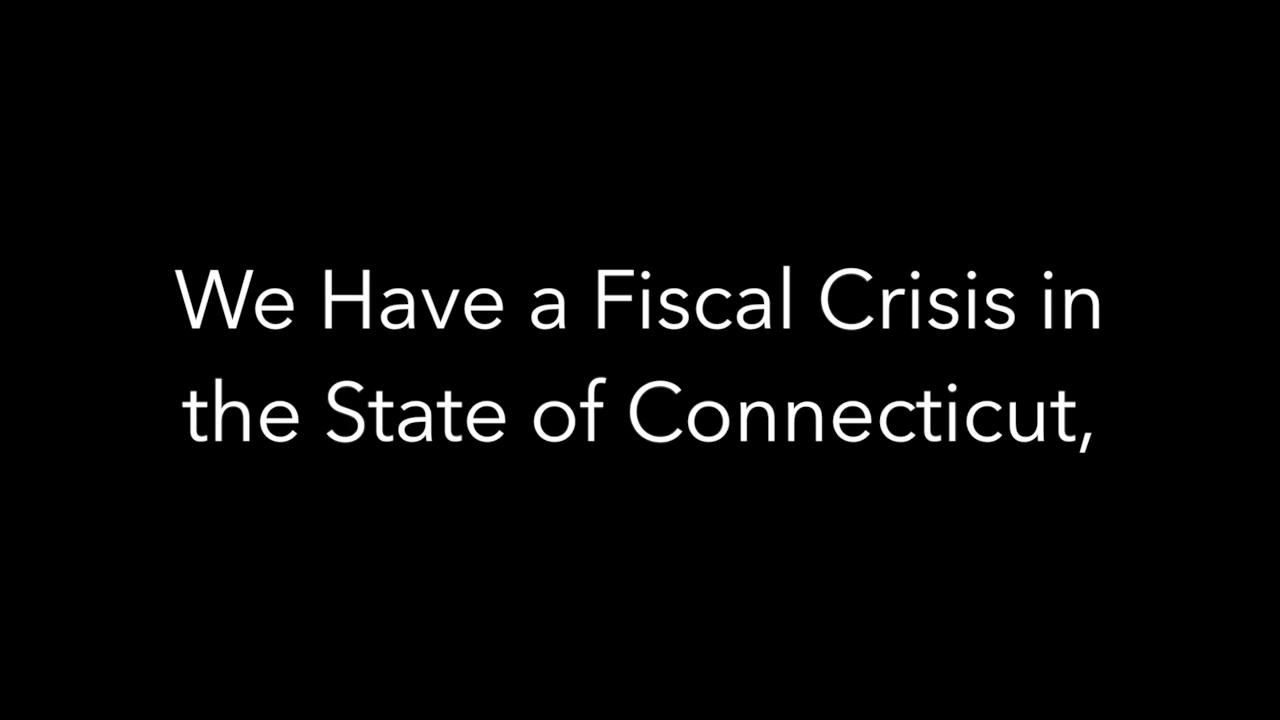 We Have a Fiscal Crisis in
the State of Connecticut,